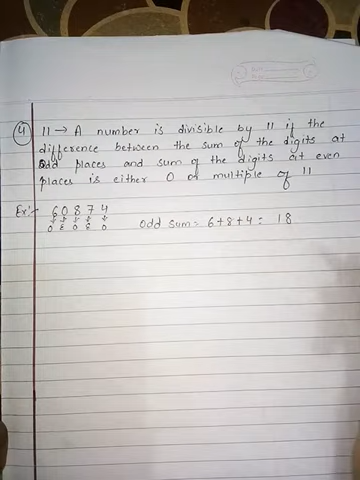 4 11 → A number is divisible by 11 if the
difference between the sum of the digits at
odd places and sum of the digits at even
places is either 0 or multiple of 11
Ex:- 6 0 8 7 4
O E O E O Odd sum = 6+8+4 = 18